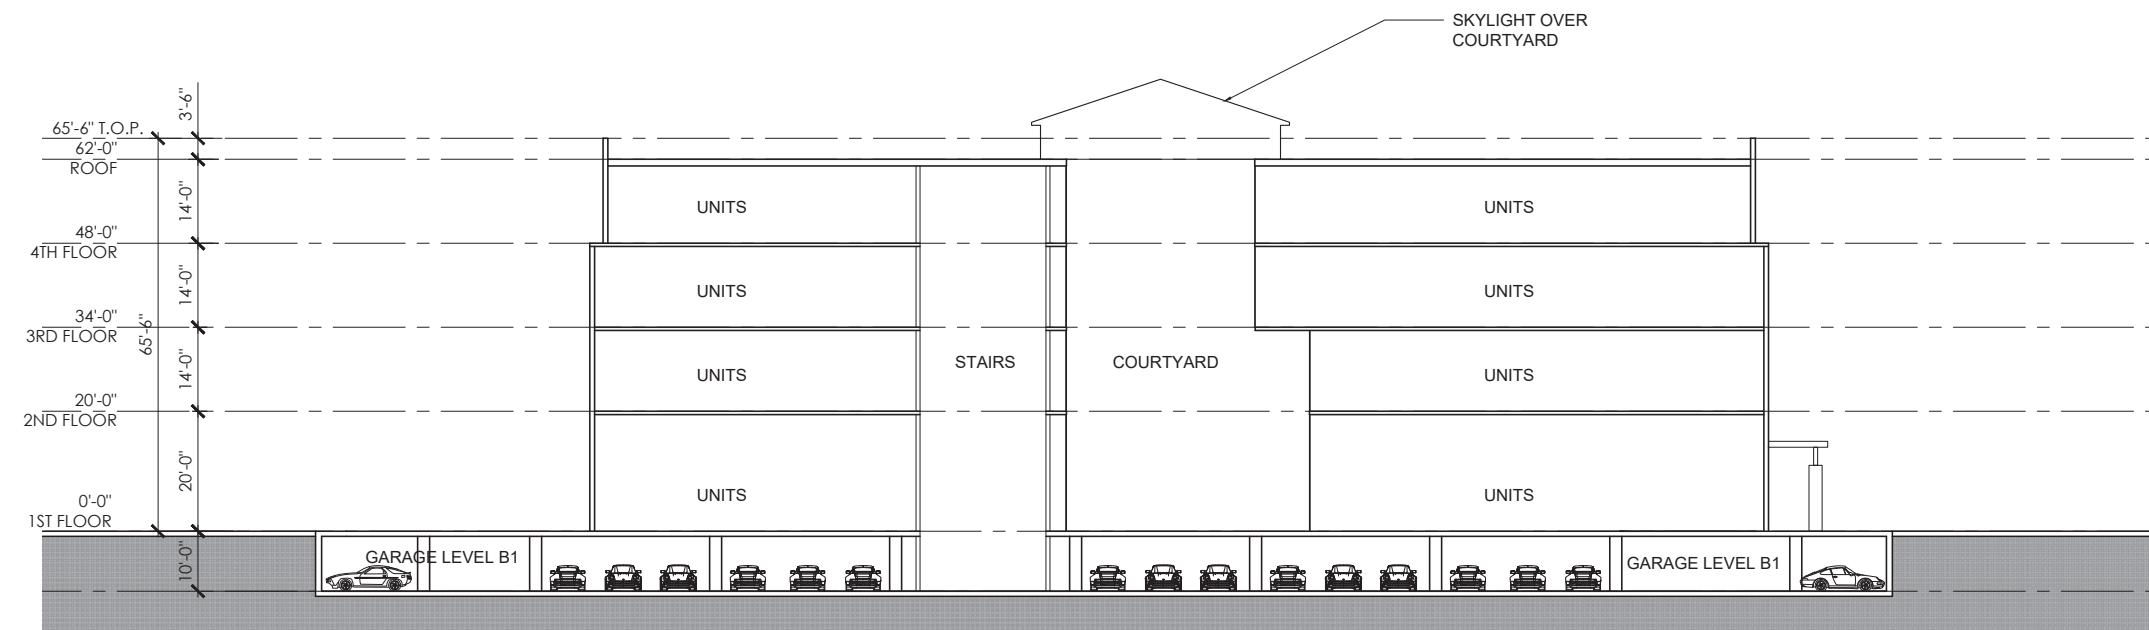 SKYLIGHT OVER
COURTYARD
3'-6"
65'-6" T.O.P.
62'-0"
ROOF
14'-0"
UNITS
UNITS
48'-0"
4TH FLOOR
14'-0"
UNITS
UNITS
34'-0"
3RD FLOOR
65'-6"
14'-0"
STAIRS
COURTYARD
UNITS
UNITS
20'-0"
2ND FLOOR
20'-0"
UNITS
UNITS
0'-0"
1ST FLOOR
10'-0"
GARAGE LEVEL B1
GARAGE LEVEL B1